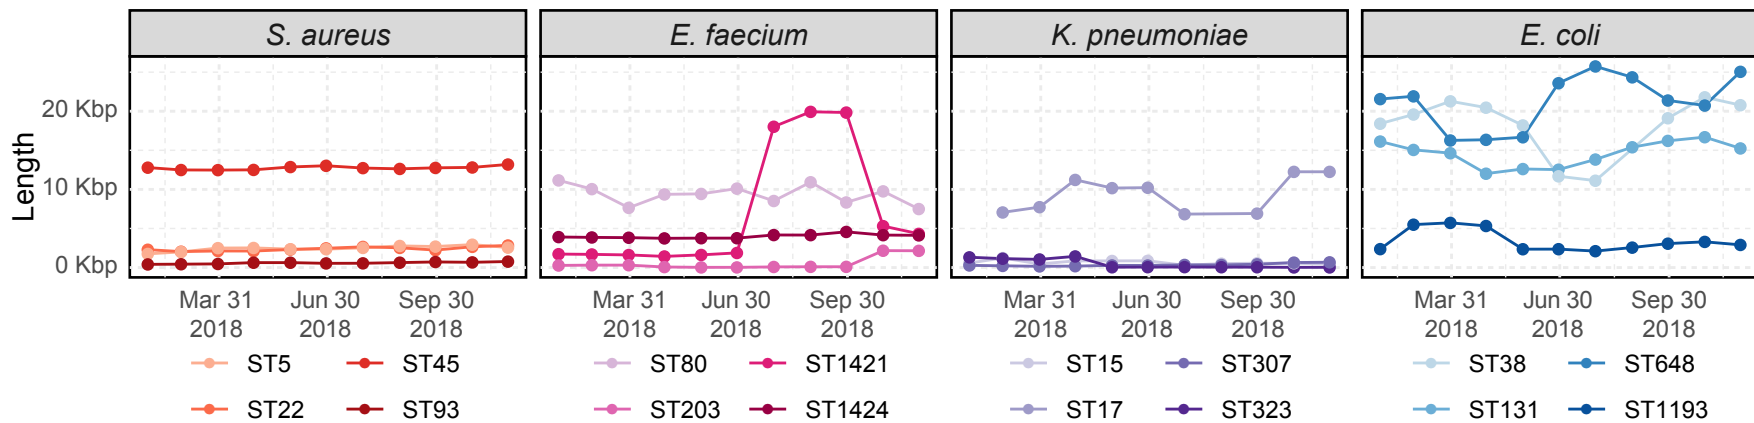 S. aureus E. faecium K. pneumoniae E. coli
Length
20 Kbp
10 Kbp
0 Kbp
Mar 31 Jun 30 Sep 30 Mar 31 Jun 30 Sep 30 Mar 31 Jun 30 Sep 30 Mar 31 Jun 30 Sep 30
2018 2018 2018 2018 2018 2018 2018 2018 2018 2018 2018 2018
ST5 ST45 ST80 ST1421 ST15 ST307 ST38 ST648
ST22 ST93 ST203 ST1424 ST17 ST323 ST131 ST1193